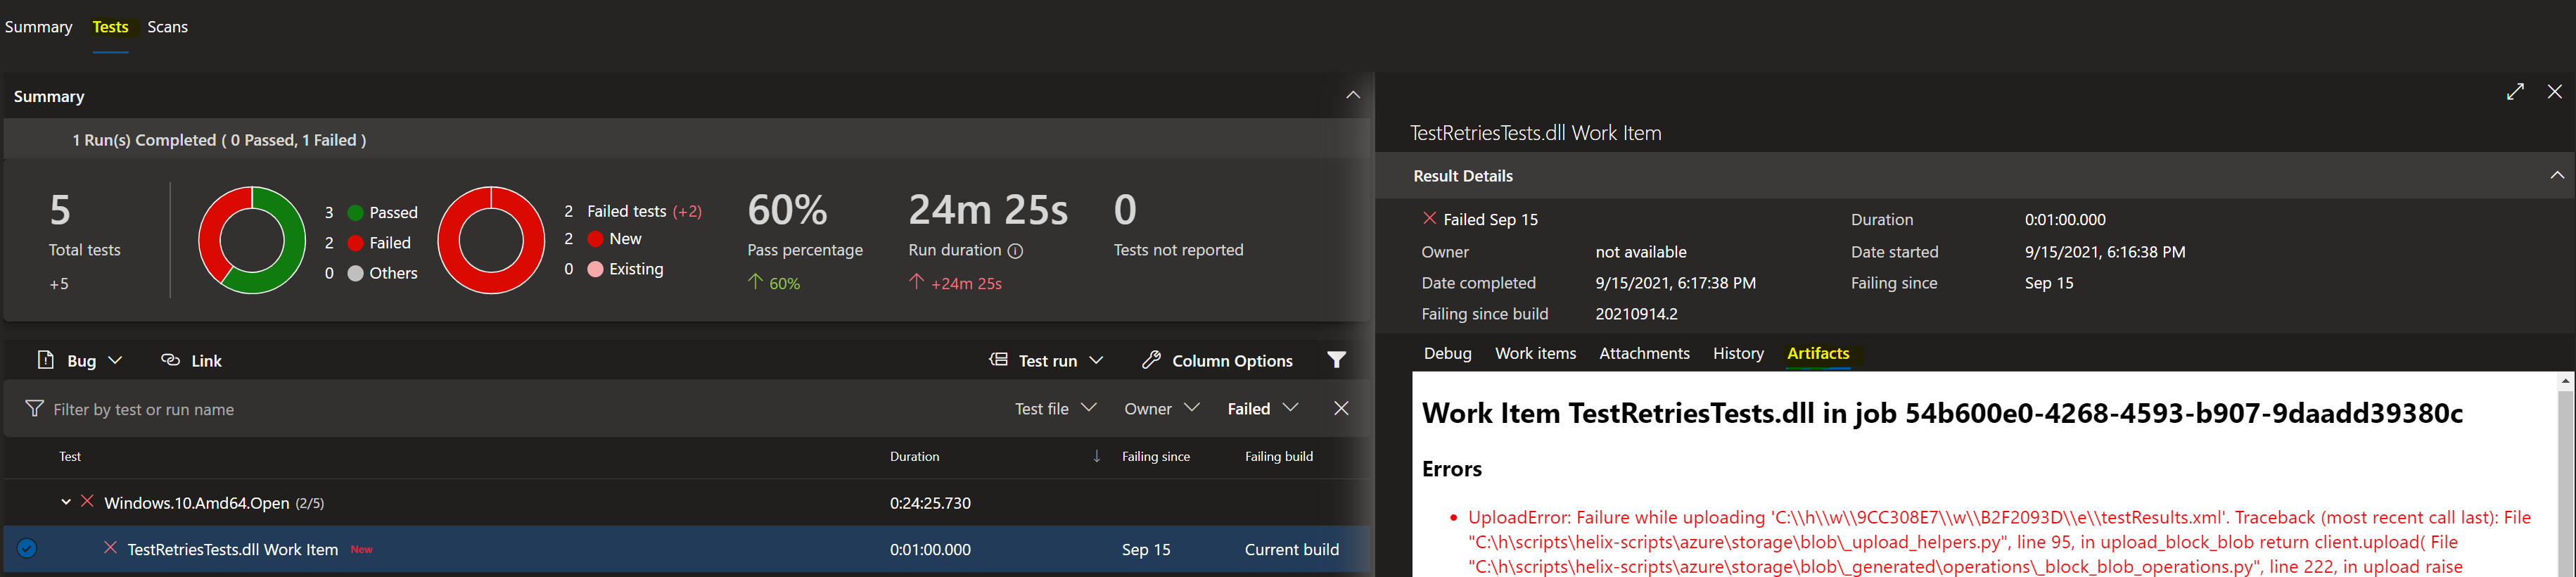 Summary Tests Scans
Summary
1 Run(s) Completed ( 0 Passed, 1 Failed )
5
Total tests
+5
3 Passed
2 Failed
0 Others
2 Failed tests (+2)
2 New
0 Existing
60%
Pass percentage
60%
24m 25s
Run duration
+24m 25s
0
Tests not reported
Bug Link Test run Column Options
Filter by test or run name Test file Owner Failed
Test Duration Failing since Failing build
Windows.10.Amd64.Open (2/5) 0:24:25.730
TestRetriesTests.dll Work Item New 0:01:00.000 Sep 15 Current build
TestRetriesTests.dll Work Item
Result Details
Failed Sep 15 Duration 0:01:00.000
Owner not available Date started 9/15/2021, 6:16:38 PM
Date completed 9/15/2021, 6:17:38 PM Failing since Sep 15
Failing since build 20210914.2
Debug Work items Attachments History Artifacts
Work Item TestRetriesTests.dll in job 54b600e0-4268-4593-b907-9daadd39380c
Errors
• UploadError: Failure while uploading 'C:\\h\\w\\9CC308E7\\w\\B2F2093D\\e\\testResults.xml'. Traceback (most recent call last): File
"C:\h\scripts\helix-scripts\azure\storage\blob\_upload_helpers.py", line 95, in upload_block_blob return client.upload( File
"C:\h\scripts\helix-scripts\azure\storage\blob\_generated\operations\_block_blob_operations.py", line 222, in upload raise